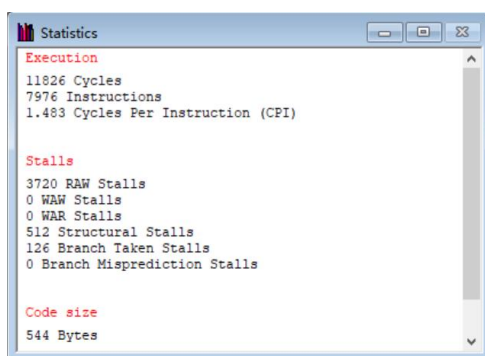 Statistics
Execution
11826 Cycles
7976 Instructions
1.483 Cycles Per Instruction (CPI)
Stalls
3720 RAW Stalls
0 WAW Stalls
0 WAR Stalls
512 Structural Stalls
126 Branch Taken Stalls
0 Branch Misprediction Stalls
Code size
544 Bytes